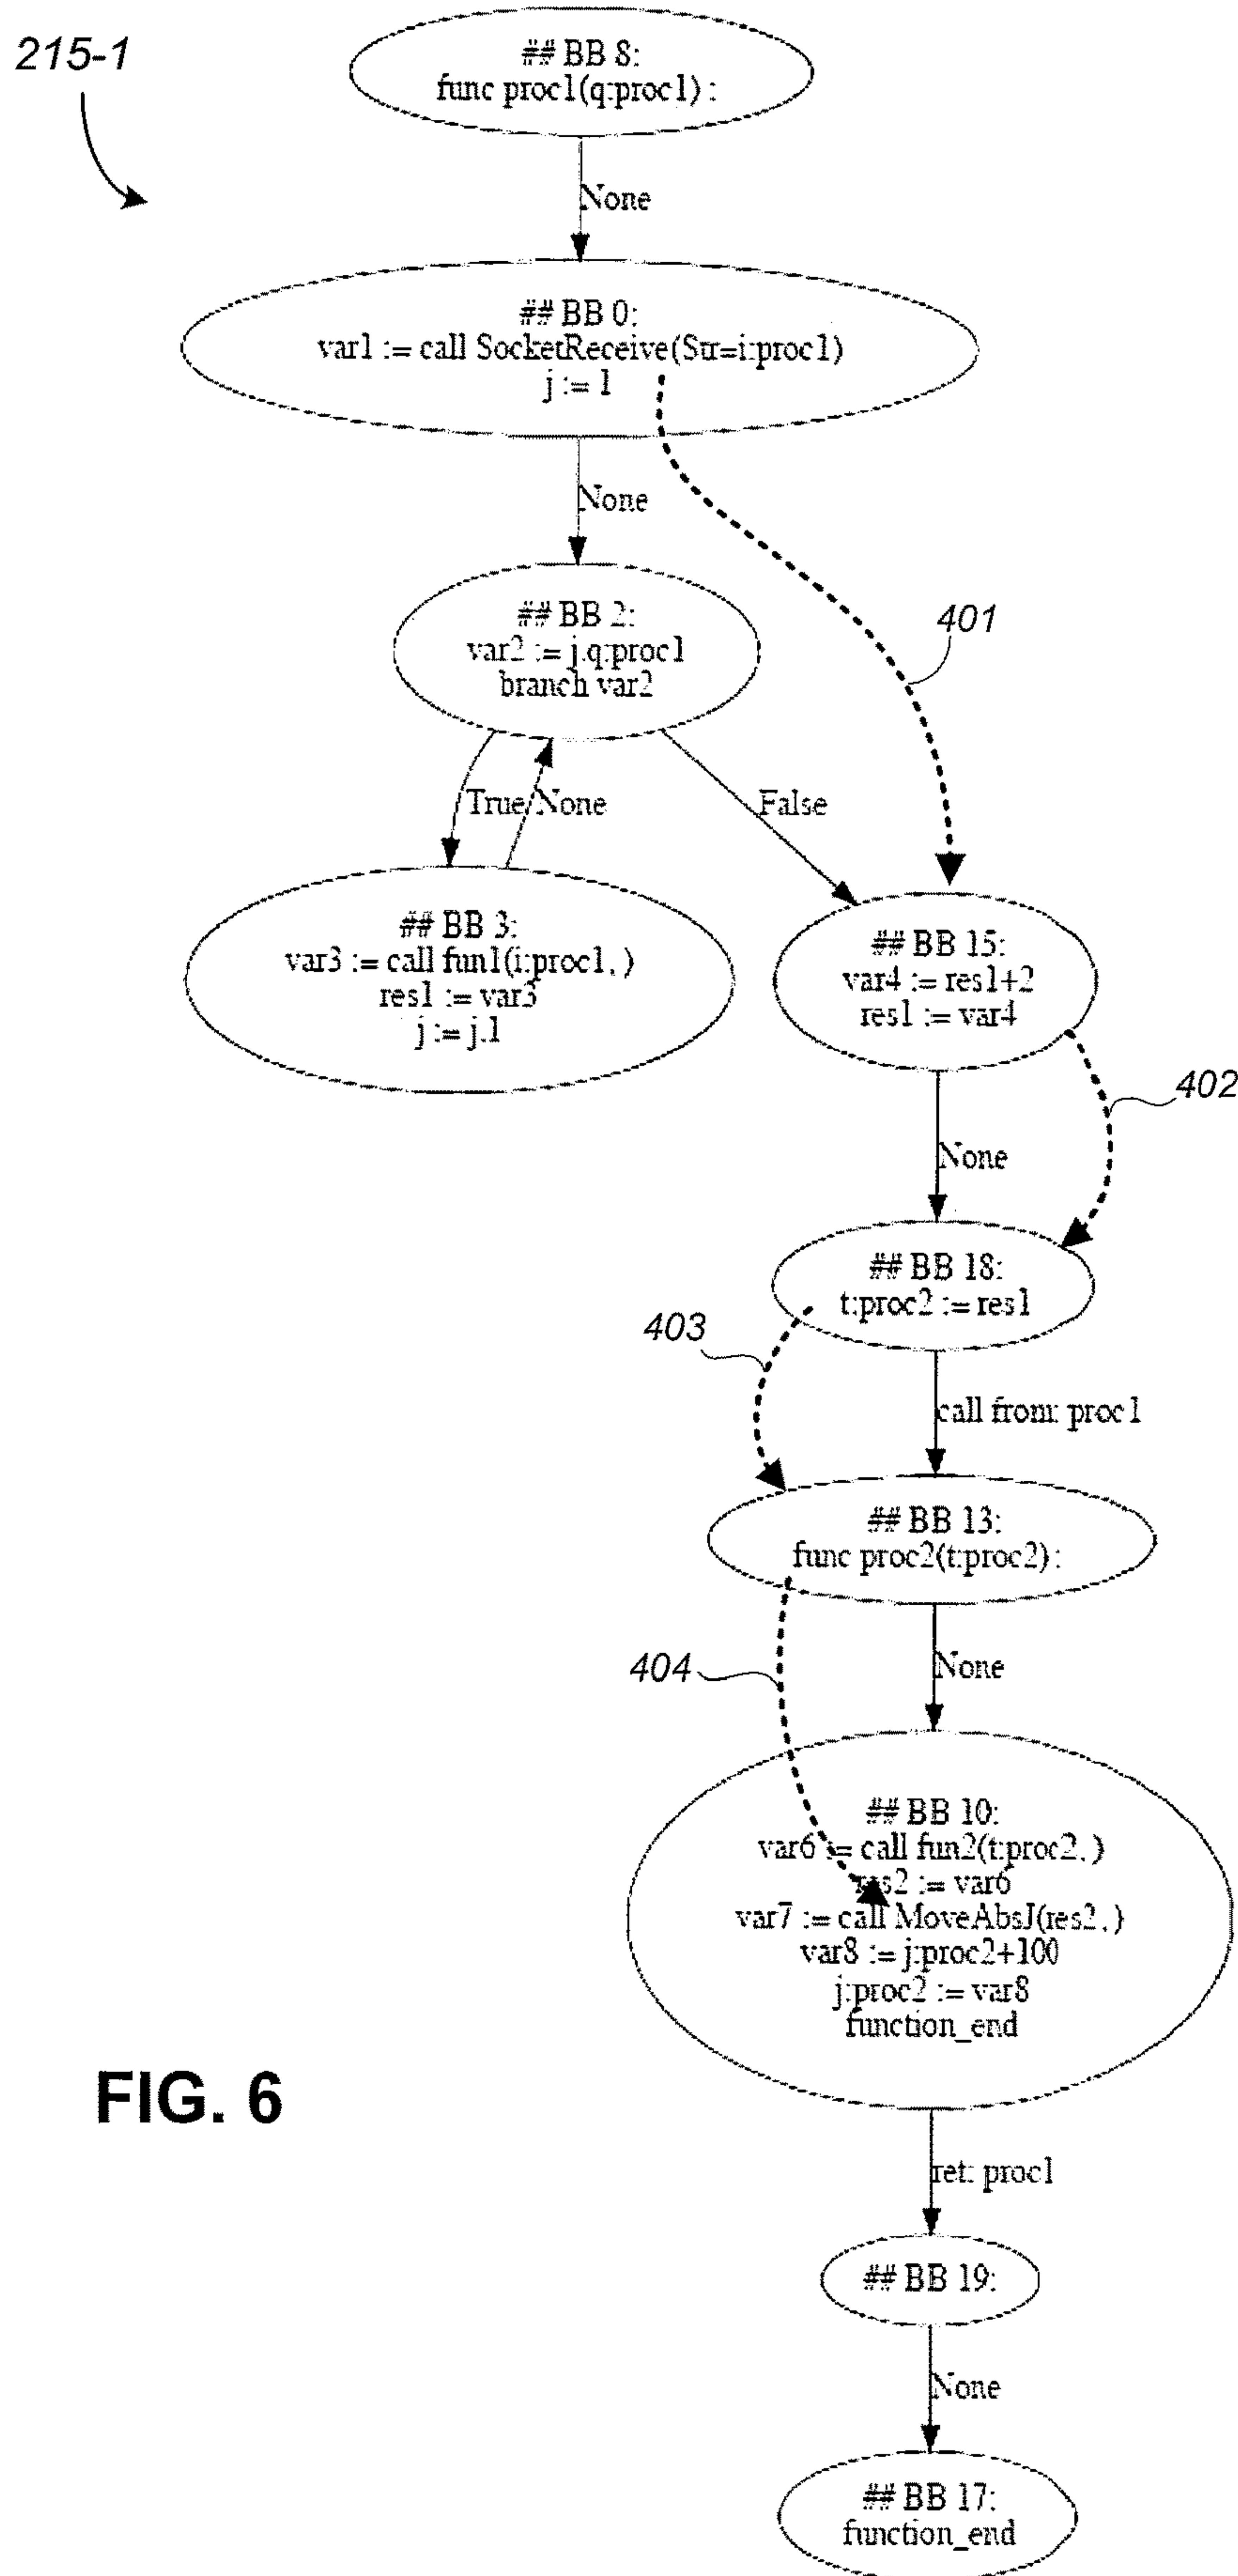 215-1
## BB 8:
func proc1(q:proc1) :
None
## BB 0:
var1 := call SocketReceive(Str=i:proc1)
j := 1
None
## BB 2:
var2 := j.q:proc1
branch var2
401
True
None
False
## BB 3:
var3 := call fun1(i:proc1, )
res1 := var3
j := j.1
## BB 15:
var4 := res1+2
res1 := var4
402
None
## BB 18:
t:proc2 := res1
403
call from: proc1
## BB 13:
func proc2(t:proc2) :
404
None
## BB 10:
var6 := call fun2(t:proc2, )
res2 := var6
var7 := call MoveAbsJ(res2, )
var8 := j:proc2+100
j:proc2 := var8
function_end
FIG. 6
ret: proc1
## BB 19:
None
## BB 17:
function_end